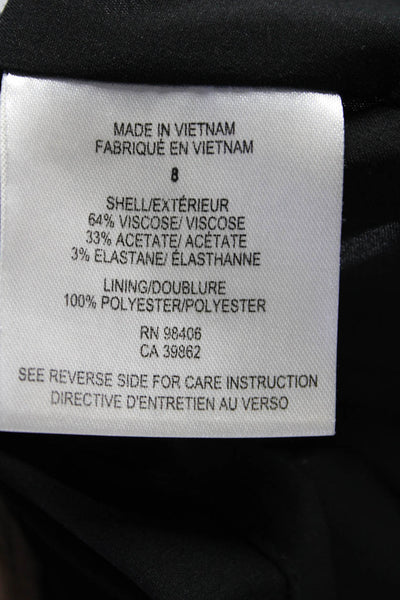 MADE IN VIETNAM
FABRIQUÉ EN VIETNAM
8
SHELL/EXTÉRIEUR
64% VISCOSE/ VISCOSE
33% ACETATE/ ACÉTATE
3% ELASTANE/ ÉLASTHANNE
LINING/DOUBLURE
100% POLYESTER/POLYESTER
RN 98406
CA 39862
SEE REVERSE SIDE FOR CARE INSTRUCTION
DIRECTIVE D'ENTRETIEN AU VERSO